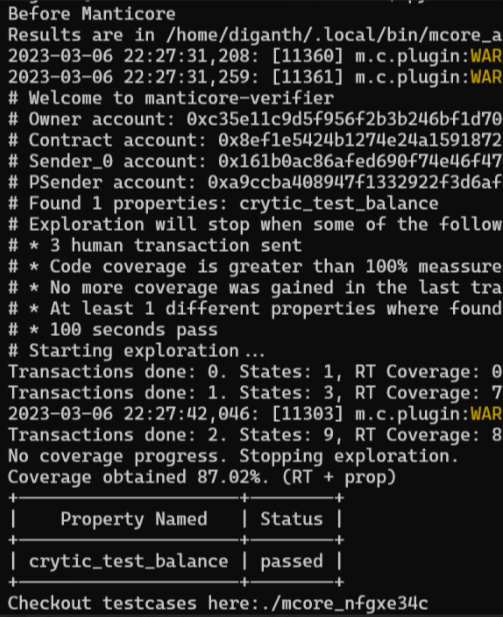 Before Manticore
Results are in /home/diganth/.local/bin/mcore_a
2023-03-06 22:27:31,208: [11360] m.c.plugin:WAR
2023-03-06 22:27:31,259: [11361] m.c.plugin:WAR
# Welcome to manticore-verifier
# Owner account: 0xc35e11c9d5f956f2b3b246bf1d70
# Contract account: 0x8ef1e5424b1274e24a1591872
# Sender_0 account: 0x161b0ac86afed690f74e46f47
# PSender account: 0xa9ccba408947f1332922f3d6af
# Found 1 properties: crytic_test_balance
# Exploration will stop when some of the follow
# * 3 human transaction sent
# * Code coverage is greater than 100% meassure
# * No more coverage was gained in the last tra
# * At least 1 different properties where found
# * 100 seconds pass
# Starting exploration...
Transactions done: 0. States: 1, RT Coverage: 0
Transactions done: 1. States: 3, RT Coverage: 7
2023-03-06 22:27:42,046: [11303] m.c.plugin:WAR
Transactions done: 2. States: 9, RT Coverage: 8
No coverage progress. Stopping exploration.
Coverage obtained 87.02%. (RT + prop)
+---------------------+--------+
| Property Named | Status |
+---------------------+--------+
| crytic_test_balance | passed |
+---------------------+--------+
Checkout testcases here:./mcore_nfgxe34c